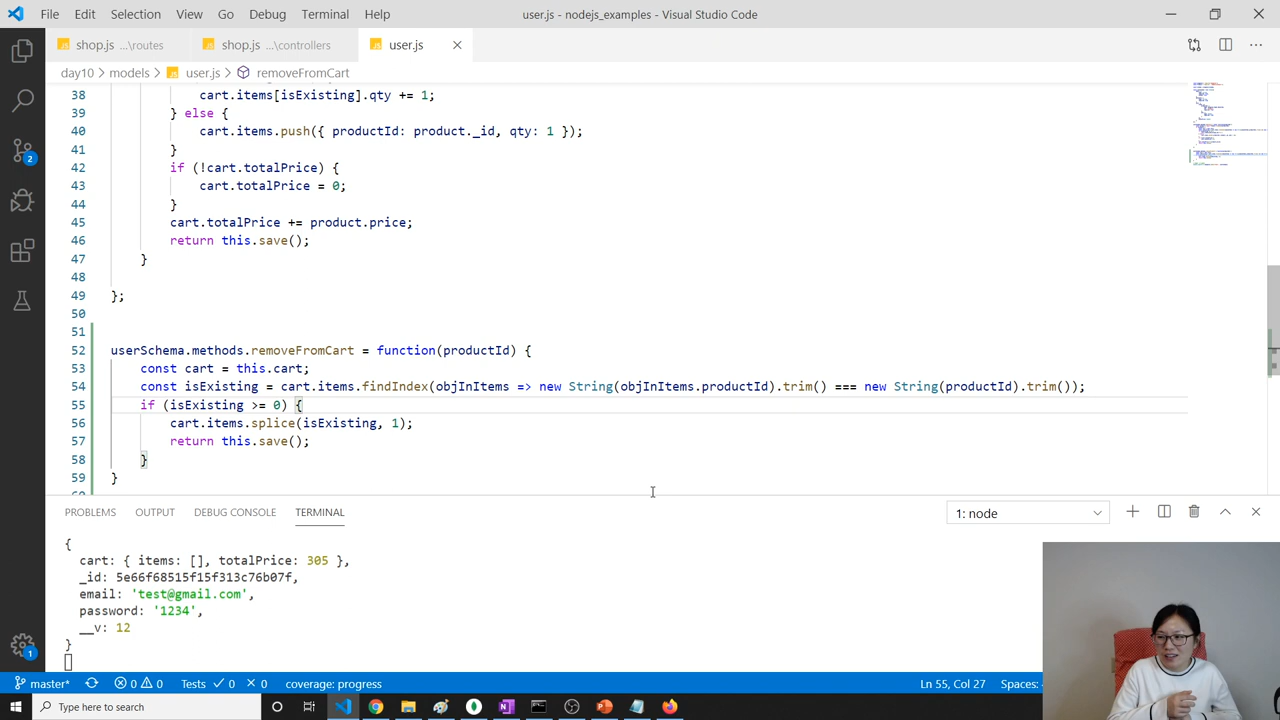 File Edit Selection View Go Debug Terminal Help user.js - nodejs_examples - Visual Studio Code
shop.js ...\routes shop.js ...\controllers user.js
day10 > models > user.js > removeFromCart
38 cart.items[isExisting].qty += 1;
39 } else {
40 cart.items.push({ productId: product._id, qty: 1 });
41 }
42 if (!cart.totalPrice) {
43 cart.totalPrice = 0;
44 }
45 cart.totalPrice += product.price;
46 return this.save();
47 }
48
49 };
50
51
52 userSchema.methods.removeFromCart = function(productId) {
53 const cart = this.cart;
54 const isExisting = cart.items.findIndex(objInItems => new String(objInItems.productId).trim() === new String(productId).trim());
55 if (isExisting >= 0) {
56 cart.items.splice(isExisting, 1);
57 return this.save();
58 }
59 }
PROBLEMS OUTPUT DEBUG CONSOLE TERMINAL 1: node
{
cart: { items: [], totalPrice: 305 },
_id: 5e66f68515f15f313c76b07f,
email: 'test@gmail.com',
password: '1234',
__v: 12
}
2
1
master* 0 0 Tests 0 0 coverage: progress Ln 55, Col 27 Spaces:
Type here to search